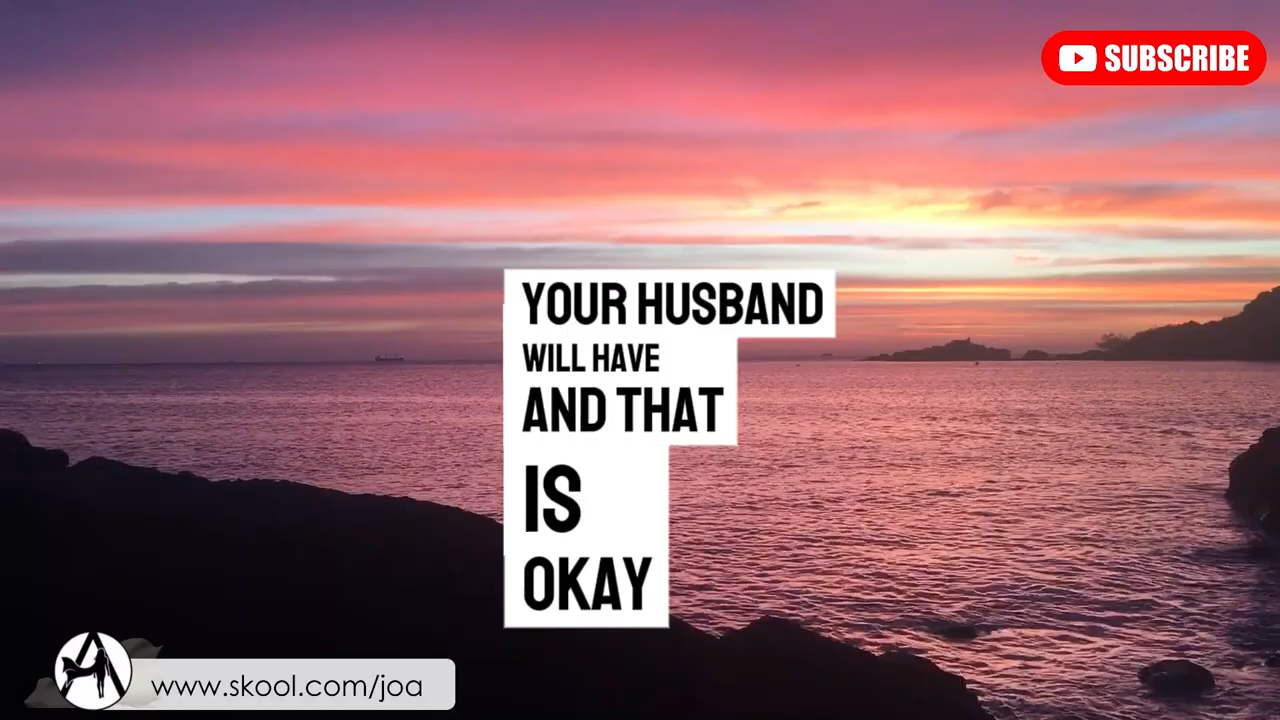 SUBSCRIBE
YOUR HUSBAND
WILL HAVE
AND THAT
IS
OKAY
www.skool.com/joa